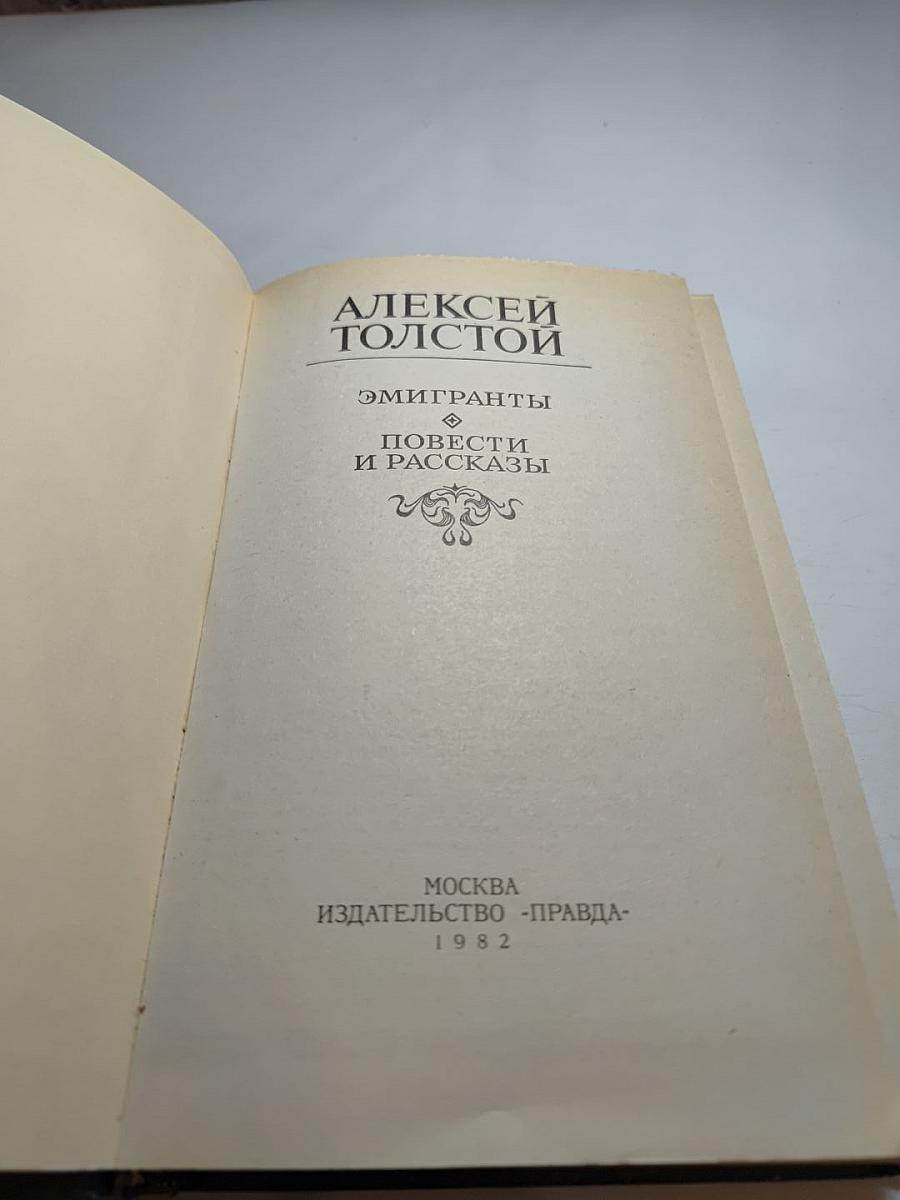 АЛЕКСЕЙ
ТОЛСТОЙ
ЭМИГРАНТЫ
ПОВЕСТИ
И РАССКАЗЫ
МОСКВА
ИЗДАТЕЛЬСТВО «ПРАВДА»
1982